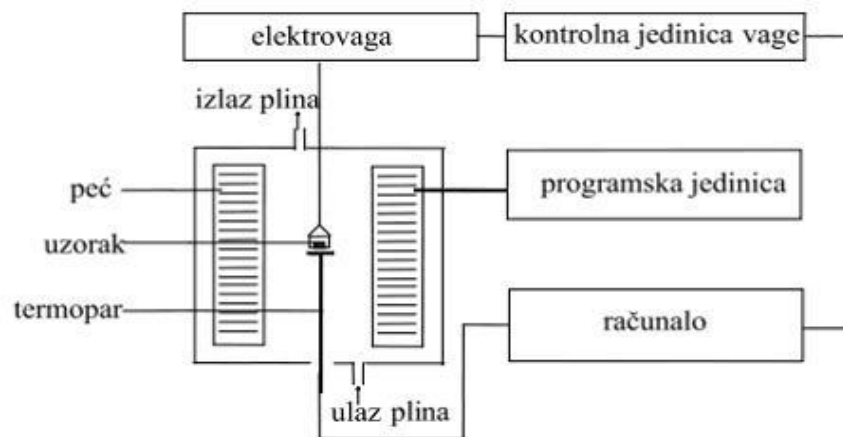 elektrovaga
kontrolna jedinica vage
izlaz plina
peć
programska jedinica
uzorak
termopar
računalo
ulaz plina